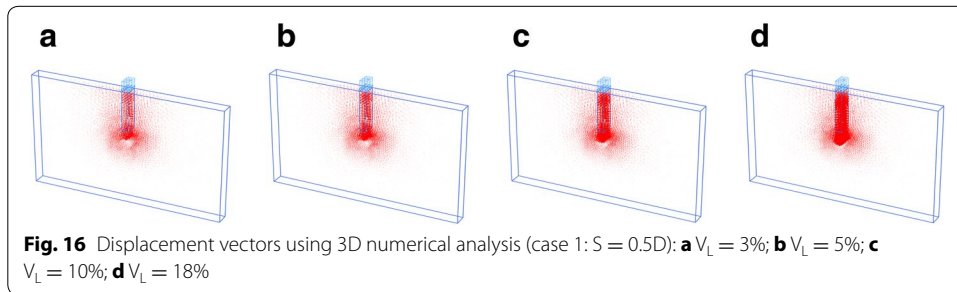 a b c d
Fig. 16 Displacement vectors using 3D numerical analysis (case 1: S = 0.5D): a V_L = 3%; b V_L = 5%; c
V_L = 10%; d V_L = 18%